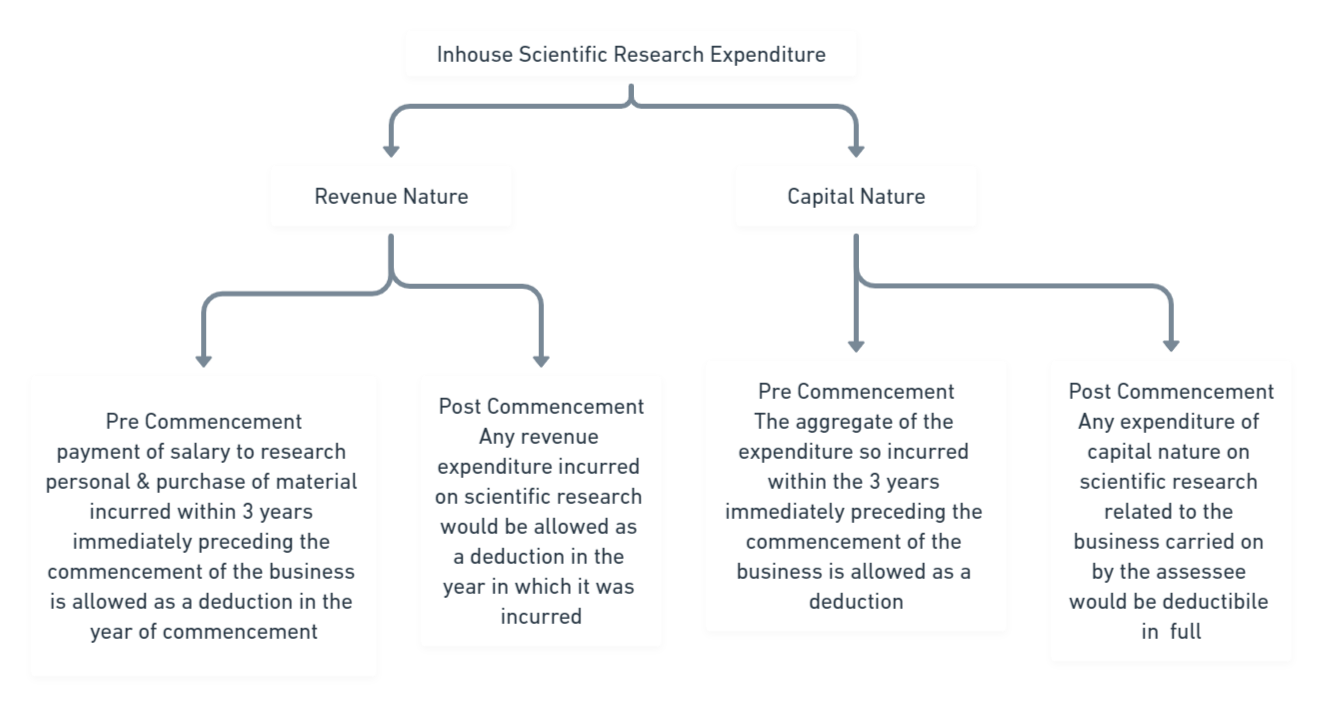 Inhouse Scientific Research Expenditure
Revenue Nature
Capital Nature
Pre Commencement
payment of salary to research
personal & purchase of material
incurred within 3 years
immediately preceding the
commencement of the business
is allowed as a deduction in the
year of commencement
Post Commencement
Any revenue
expenditure incurred
on scientific research
would be allowed as
a deduction in the
year in which it was
incurred
Pre Commencement
The aggregate of the
expenditure so incurred
within the 3 years
immediately preceding the
commencement of the
business is allowed as a
deduction
Post Commencement
Any expenditure of
capital nature on
scientific research
related to the
business carried on
by the assessee
would be deductibile
in full